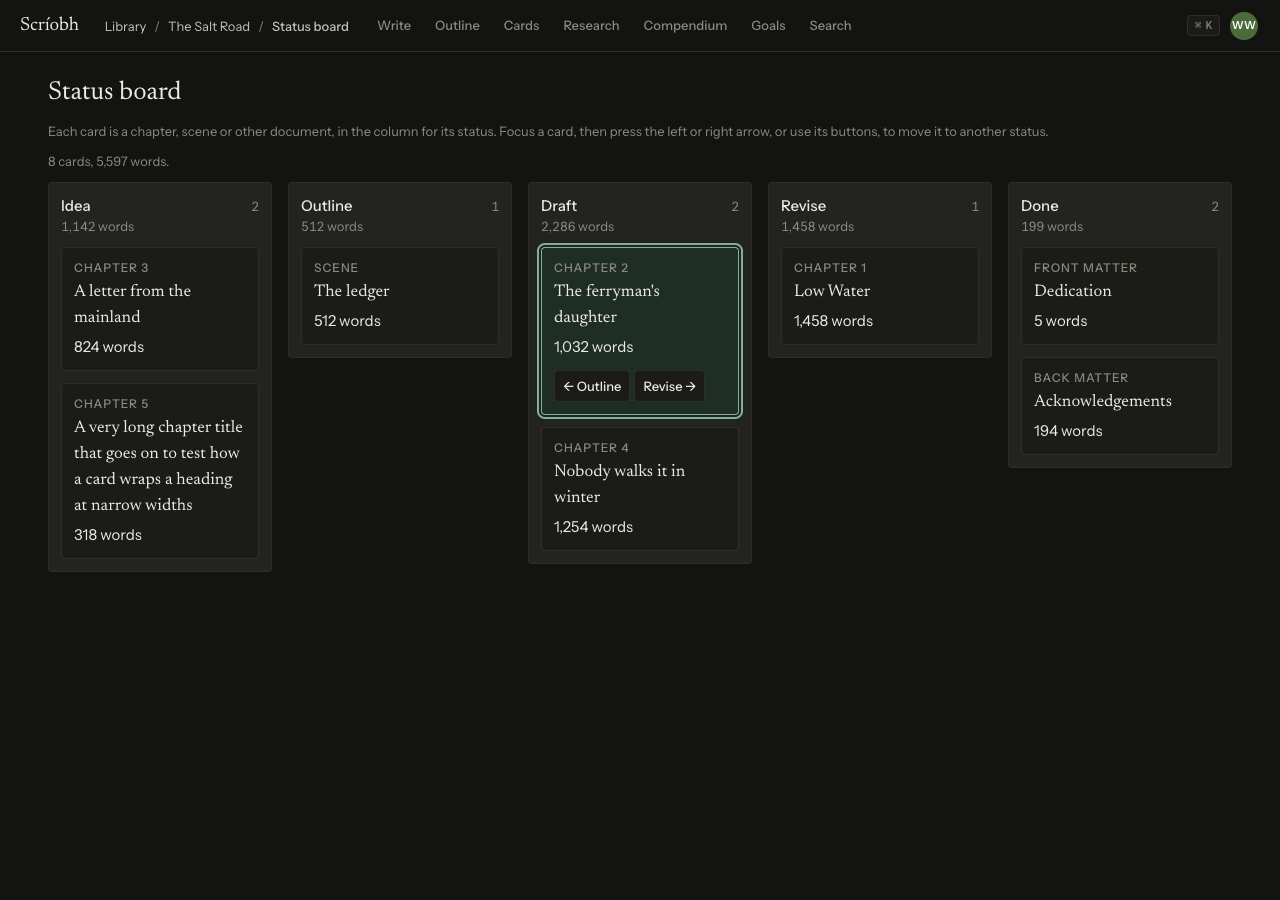 Scríobh
Library / The Salt Road / Status board
Write Outline Cards Research Compendium Goals Search
⌘ K
WW
Status board
Each card is a chapter, scene or other document, in the column for its status. Focus a card, then press the left or right arrow, or use its buttons, to move it to another status.
8 cards, 5,597 words.
Idea 2
1,142 words
CHAPTER 3
A letter from the
mainland
824 words
CHAPTER 5
A very long chapter title
that goes on to test how
a card wraps a heading
at narrow widths
318 words
Outline 1
512 words
SCENE
The ledger
512 words
Draft 2
2,286 words
CHAPTER 2
The ferryman's
daughter
1,032 words
← Outline Revise →
CHAPTER 4
Nobody walks it in
winter
1,254 words
Revise 1
1,458 words
CHAPTER 1
Low Water
1,458 words
Done 2
199 words
FRONT MATTER
Dedication
5 words
BACK MATTER
Acknowledgements
194 words